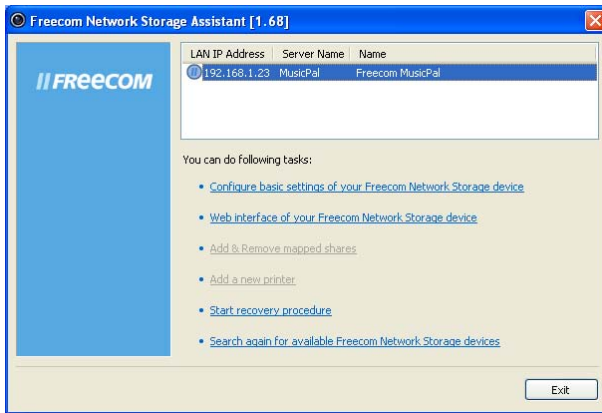 Freecom Network Storage Assistant [1.68]
FREECOM
LAN IP Address Server Name Name
192.168.1.23 MusicPal Freecom MusicPal
You can do following tasks:
Configure basic settings of your Freecom Network Storage device
Web interface of your Freecom Network Storage device
Add & Remove mapped shares
Add a new printer
Start recovery procedure
Search again for available Freecom Network Storage devices
Exit